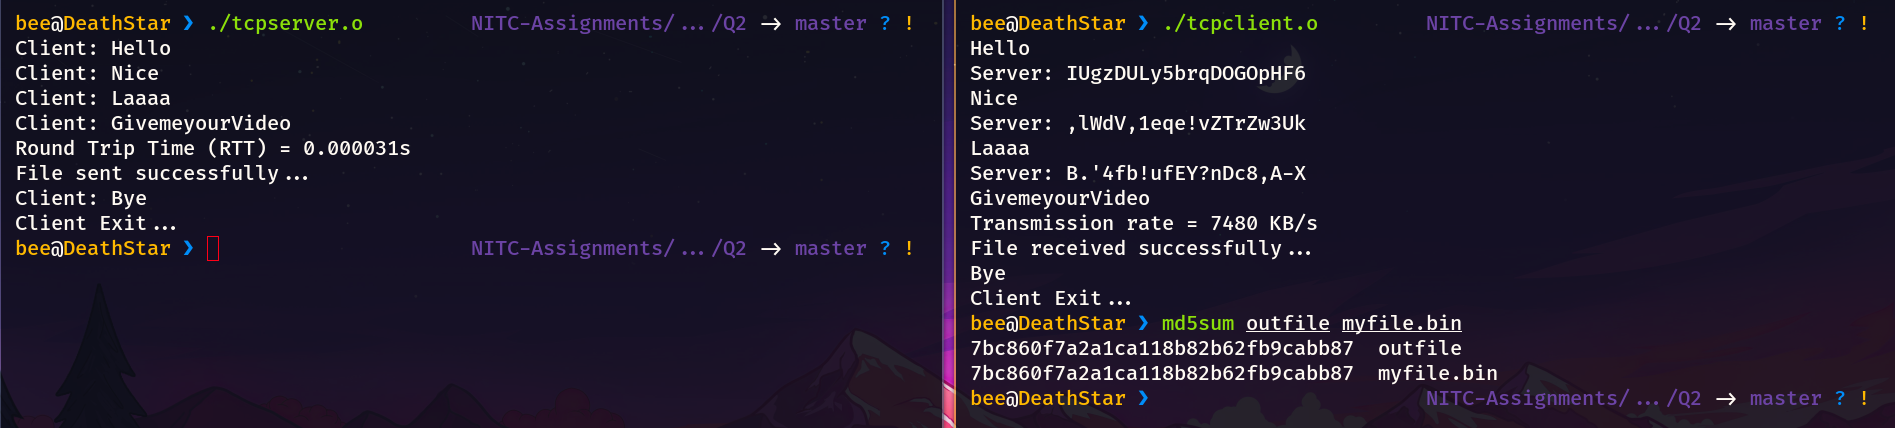 bee@DeathStar ❯ ./tcpserver.o NITC-Assignments/…/Q2 → master ? !
Client: Hello
Client: Nice
Client: Laaaa
Client: GivemeyourVideo
Round Trip Time (RTT) = 0.000031s
File sent successfully...
Client: Bye
Client Exit...
bee@DeathStar ❯ NITC-Assignments/…/Q2 → master ? !
bee@DeathStar ❯ ./tcpclient.o NITC-Assignments/…/Q2 → master ? !
Hello
Server: IUgzDULy5brqDOGOpHF6
Nice
Server: ,lWdV,1eqe!vZTrZw3Uk
Laaaa
Server: B.'4fb!ufEY?nDc8,A-X
GivemeyourVideo
Transmission rate = 7480 KB/s
File received successfully...
Bye
Client Exit...
bee@DeathStar ❯ md5sum outfile myfile.bin
7bc860f7a2a1ca118b82b62fb9cabb87 outfile
7bc860f7a2a1ca118b82b62fb9cabb87 myfile.bin
bee@DeathStar ❯ NITC-Assignments/…/Q2 → master ? !